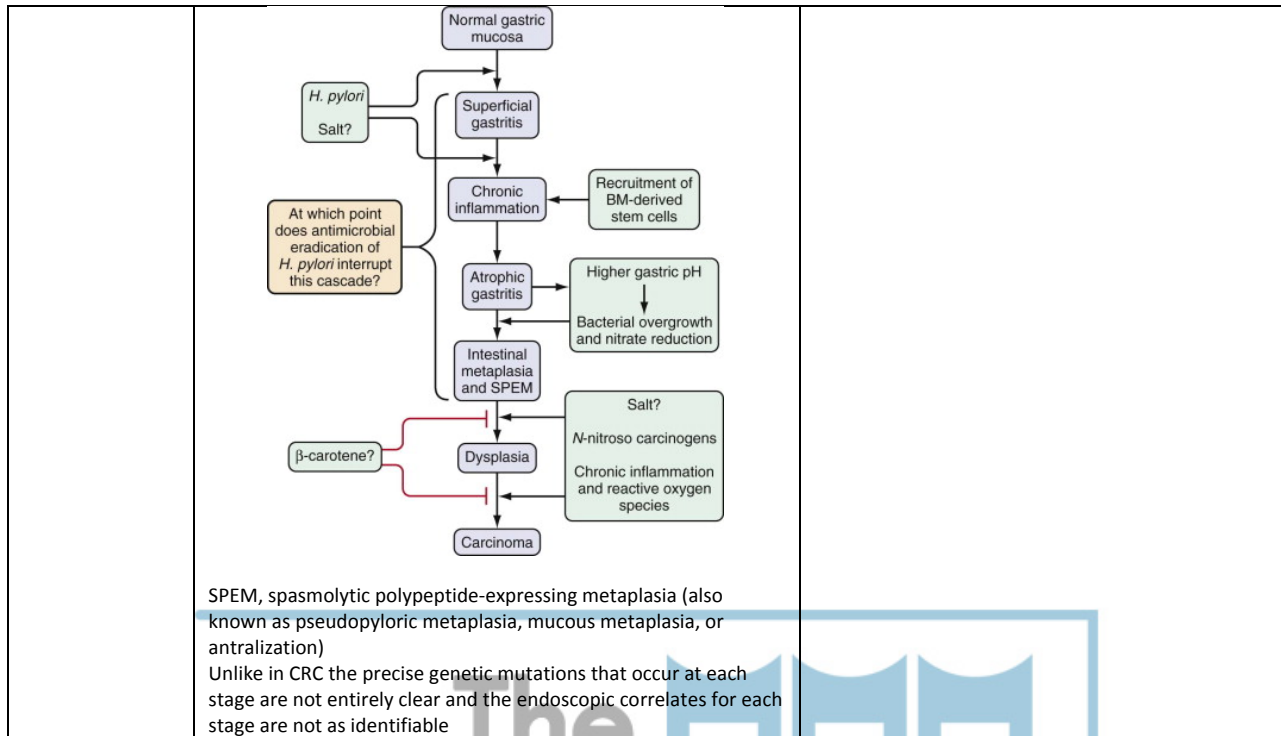 Normal gastric
mucosa
H. pylori
Salt?
Superficial
gastritis
Chronic
inflammation
Recruitment of
BM-derived
stem cells
At which point
does antimicrobial
eradication of
H. pylori interrupt
this cascade?
Atrophic
gastritis
Higher gastric pH
Bacterial overgrowth
and nitrate reduction
Intestinal
metaplasia
and SPEM
Salt?
N-nitroso carcinogens
Chronic inflammation
and reactive oxygen
species
β-carotene?
Dysplasia
Carcinoma
SPEM, spasmolytic polypeptide-expressing metaplasia (also
known as pseudopyloric metaplasia, mucous metaplasia, or
antralization)
Unlike in CRC the precise genetic mutations that occur at each
stage are not entirely clear and the endoscopic correlates for each
stage are not as identifiable
The